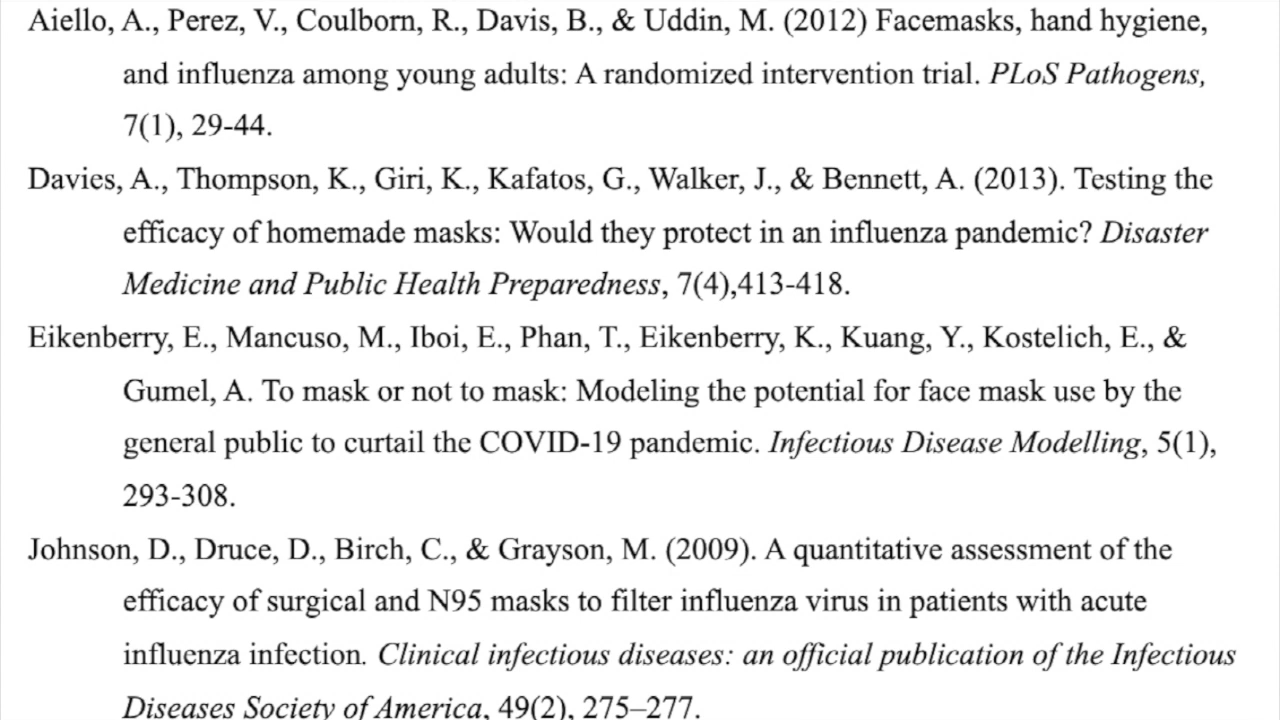 Aiello, A., Perez, V., Coulborn, R., Davis, B., & Uddin, M. (2012) Facemasks, hand hygiene,
and influenza among young adults: A randomized intervention trial. PLoS Pathogens,
7(1), 29-44.
Davies, A., Thompson, K., Giri, K., Kafatos, G., Walker, J., & Bennett, A. (2013). Testing the
efficacy of homemade masks: Would they protect in an influenza pandemic? Disaster
Medicine and Public Health Preparedness, 7(4),413-418.
Eikenberry, E., Mancuso, M., Iboi, E., Phan, T., Eikenberry, K., Kuang, Y., Kostelich, E., &
Gumel, A. To mask or not to mask: Modeling the potential for face mask use by the
general public to curtail the COVID-19 pandemic. Infectious Disease Modelling, 5(1),
293-308.
Johnson, D., Druce, D., Birch, C., & Grayson, M. (2009). A quantitative assessment of the
efficacy of surgical and N95 masks to filter influenza virus in patients with acute
influenza infection. Clinical infectious diseases: an official publication of the Infectious
Diseases Society of America, 49(2), 275–277.